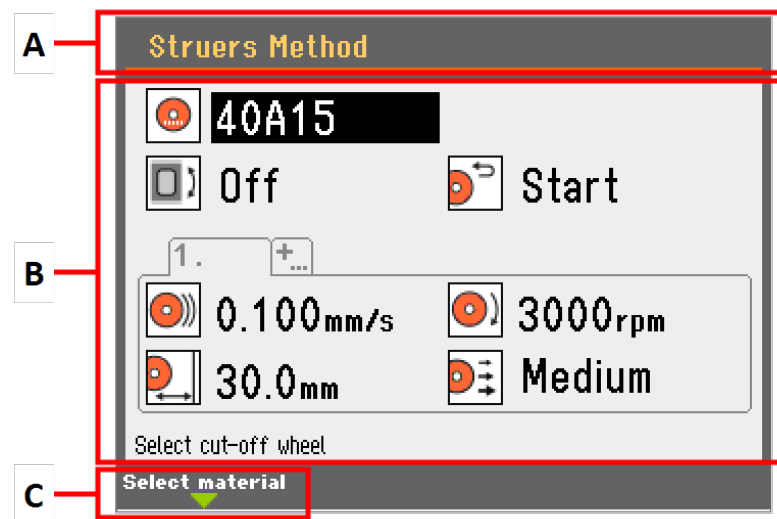 A
Struers Method
40A15
Off
Start
B
1.
+...
0.100mm/s
3000rpm
30.0mm
Medium
Select cut-off wheel
C
Select material